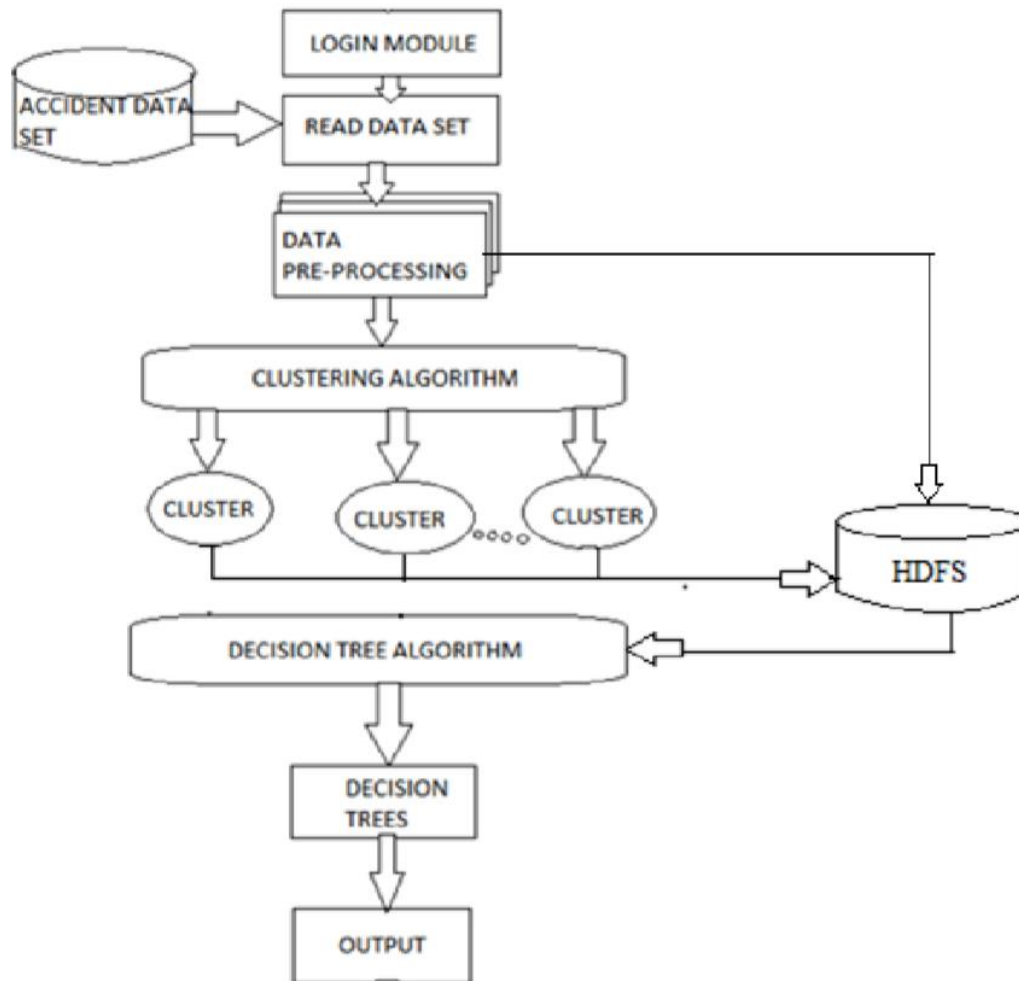 LOGIN MODULE
ACCIDENT DATA
SET
READ DATA SET
DATA
PRE-PROCESSING
CLUSTERING ALGORITHM
CLUSTER
CLUSTER
CLUSTER
HDFS
DECISION TREE ALGORITHM
DECISION
TREES
OUTPUT